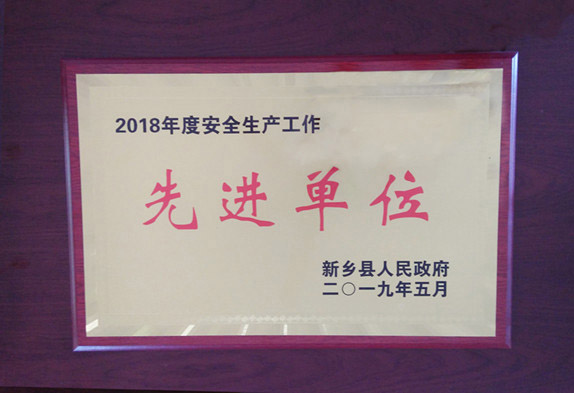 2018年度安全生产工作
先进单位
新乡县人民政府
二〇一九年五月